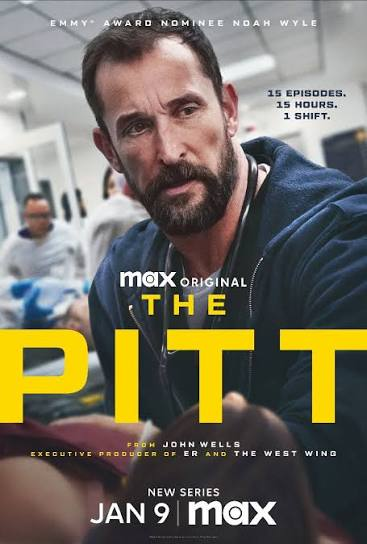 EMMY® AWARD NOMINEE NOAH WYLE
15 EPISODES.
15 HOURS.
1 SHIFT.
max ORIGINAL
THE
PITT
FROM JOHN WELLS
EXECUTIVE PRODUCER OF ER AND THE WEST WING
NEW SERIES
JAN 9 | max